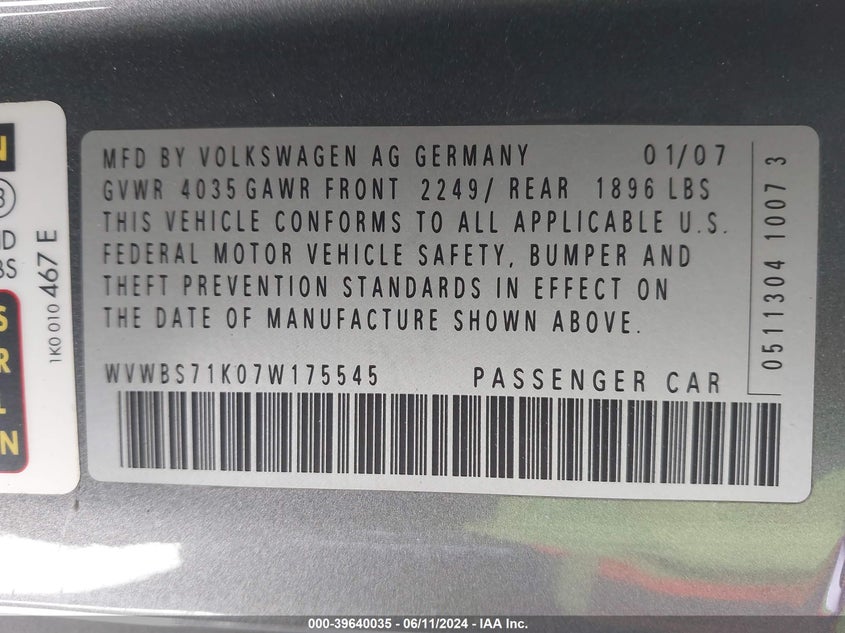 MFD BY VOLKSWAGEN AG GERMANY 01/07
GVWR 4035 GAWR FRONT 2249/ REAR 1896 LBS
THIS VEHICLE CONFORMS TO ALL APPLICABLE U.S.
FEDERAL MOTOR VEHICLE SAFETY, BUMPER AND
THEFT PREVENTION STANDARDS IN EFFECT ON
THE DATE OF MANUFACTURE SHOWN ABOVE.
WVWBS71K07W175545 PASSENGER CAR
0511304 1007 3
1K0 010 467 E
000-39640035 - 06/11/2024 - IAA Inc.